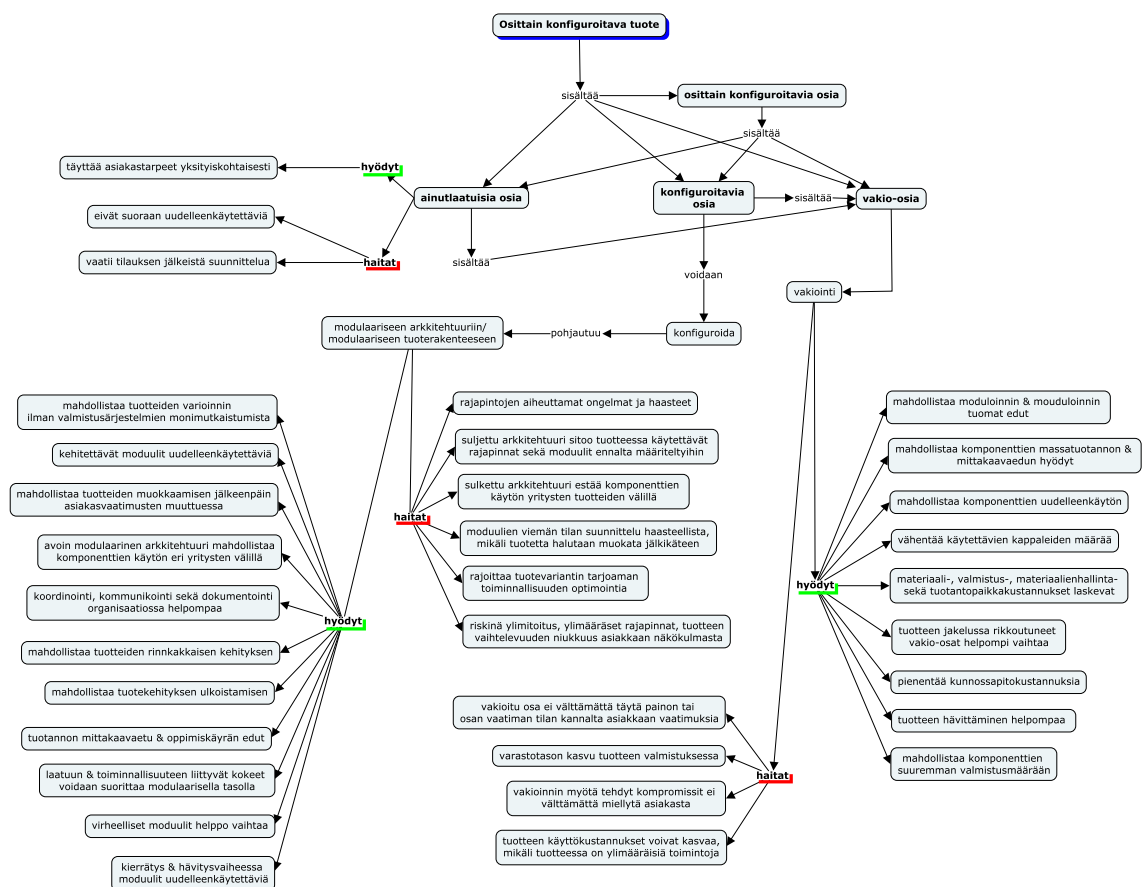 Osittain konfiguroitava tuote
sisältää
osittain konfiguroitavia osia
sisältää
täyttää asiakastarpeet yksityiskohtaisesti
hyödyt
ainutlaatuisia osia
konfiguroitavia
osia
sisältää
vakio-osia
eivät suoraan uudelleenkäytettäviä
vaatii tilauksen jälkeistä suunnittelua
haitat
sisältää
voidaan
vakiointi
modulaariseen arkkitehtuuriin/
modulaariseen tuoterakenteeseen
pohjautuu
konfiguroida
mahdollistaa tuotteiden varioinnin
ilman valmistusärjestelmien monimutkaistumista
kehitettävät moduulit uudelleenkäytettäviä
mahdollistaa tuotteiden muokkaamisen jälkeenpäin
asiakasvaatimusten muuttuessa
avoin modulaarinen arkkitehtuuri mahdollistaa
komponenttien käytön eri yritysten välillä
koordinointi, kommunikointi sekä dokumentointi
organisaatiossa helpompaa
hyödyt
mahdollistaa tuotteiden rinnkakkaisen kehityksen
mahdollistaa tuotekehityksen ulkoistamisen
tuotannon mittakaavaetu & oppimiskäyrän edut
laatuun & toiminnallisuuteen liittyvät kokeet
voidaan suorittaa modulaarisella tasolla
virheelliset moduulit helppo vaihtaa
kierrätys & hävitysvaiheessa
moduulit uudelleenkäytettäviä
rajapintojen aiheuttamat ongelmat ja haasteet
suljettu arkkitehtuuri sitoo tuotteessa käytettävät
rajapinnat sekä moduulit ennalta määriteltyihin
sulkettu arkkitehtuuri estää komponenttien
käytön yritysten tuotteiden välillä
haitat
moduulien viemän tilan suunnittelu haasteellista,
mikäli tuotetta halutaan muokata jälkikäteen
rajoittaa tuotevariantin tarjoaman
toiminnallisuuden optimointia
riskinä ylimitoitus, ylimääräset rajapinnat, tuotteen
vaihtelevuuden niukkuus asiakkaan näkökulmasta
mahdollistaa moduloinnin & mouduloinnin
tuomat edut
mahdollistaa komponenttien massatuotannon &
mittakaavaedun hyödyt
mahdollistaa komponenttien uudelleenkäytön
vähentää käytettävien kappaleiden määrää
hyödyt
materiaali-, valmistus-, materiaalienhallinta-
sekä tuotantopaikkakustannukset laskevat
tuotteen jakelussa rikkoutuneet
vakio-osat helpompi vaihtaa
pienentää kunnossapitokustannuksia
tuotteen hävittäminen helpompaa
mahdollistaa komponenttien
suuremman valmistusmäärään
vakioitu osa ei välttämättä täytä painon tai
osan vaatiman tilan kannalta asiakkaan vaatimuksia
varastotason kasvu tuotteen valmistuksessa
haitat
vakioinnin myötä tehdyt kompromissit ei
välttämättä miellytä asiakasta
tuotteen käyttökustannukset voivat kasvaa,
mikäli tuotteessa on ylimääräisiä toimintoja